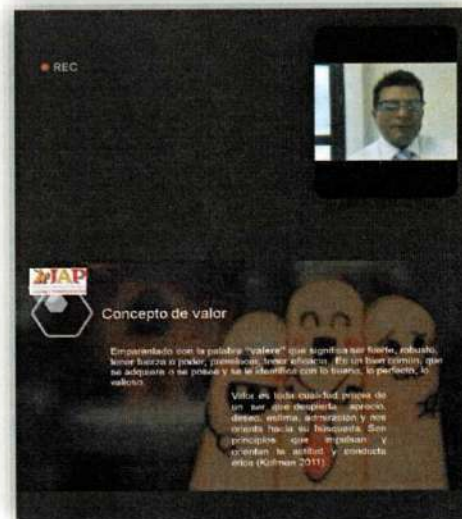 REC
IAP
Concepto de valor
Emparentado con la palabra "valere" que significa ser fuerte, robusto,
tener fuerza o poder, prevalecer, tener eficacia. Es un bien común, que
se adquiere o se posee y se le identifica con lo bueno, lo perfecto, lo
valioso.
Valor es toda cualidad propia de
un ser que despierta aprecio,
deseo, estima, admiración y nos
orienta hacia su búsqueda. Son
principios que impulsan y
orientan la actitud y conducta
ética (Kofman 2011)